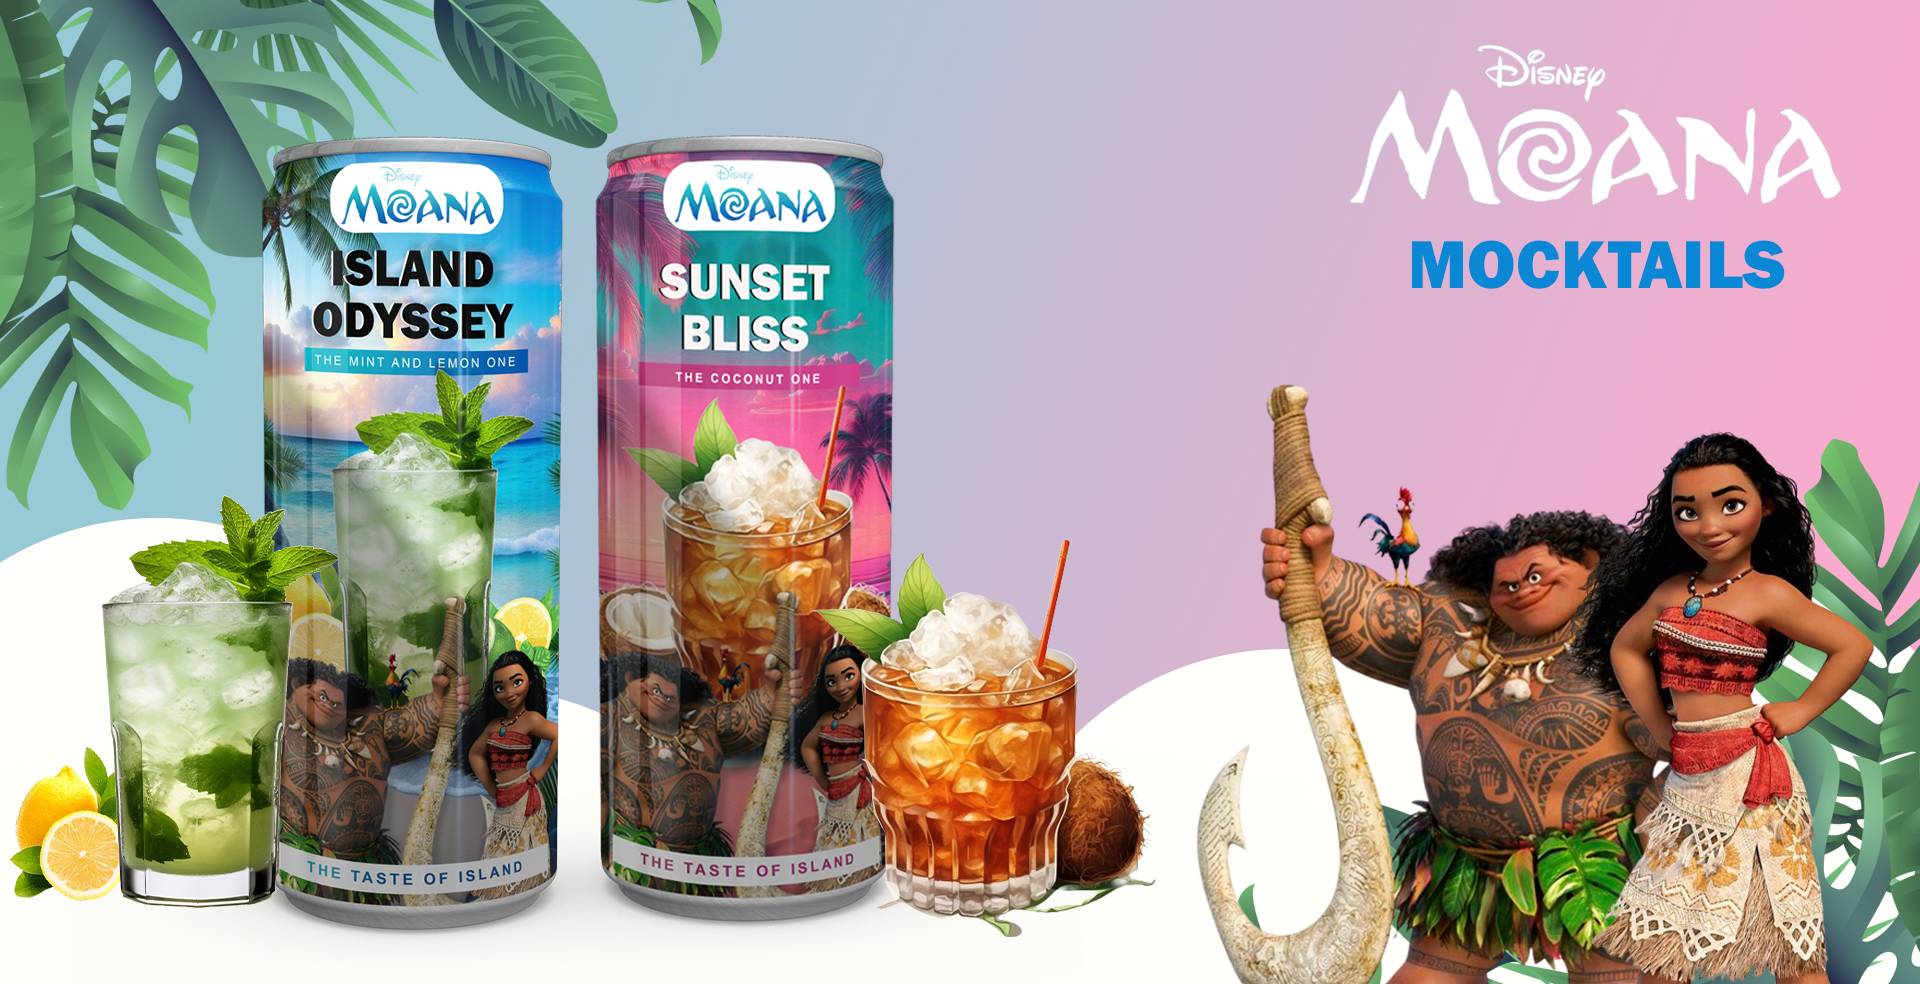 Disney
MOANA
ISLAND
ODYSSEY
THE MINT AND LEMON ONE
THE TASTE OF ISLAND
Disney
MOANA
SUNSET
BLISS
THE COCONUT ONE
THE TASTE OF ISLAND
Disney
MOANA
MOCKTAILS